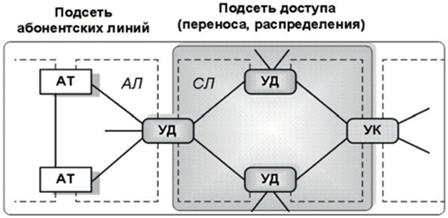 Подсеть
абонентских линий
Подсеть доступа
(переноса, распределения)
АТ
АЛ
СЛ
УД
УД
УК
АТ
УД